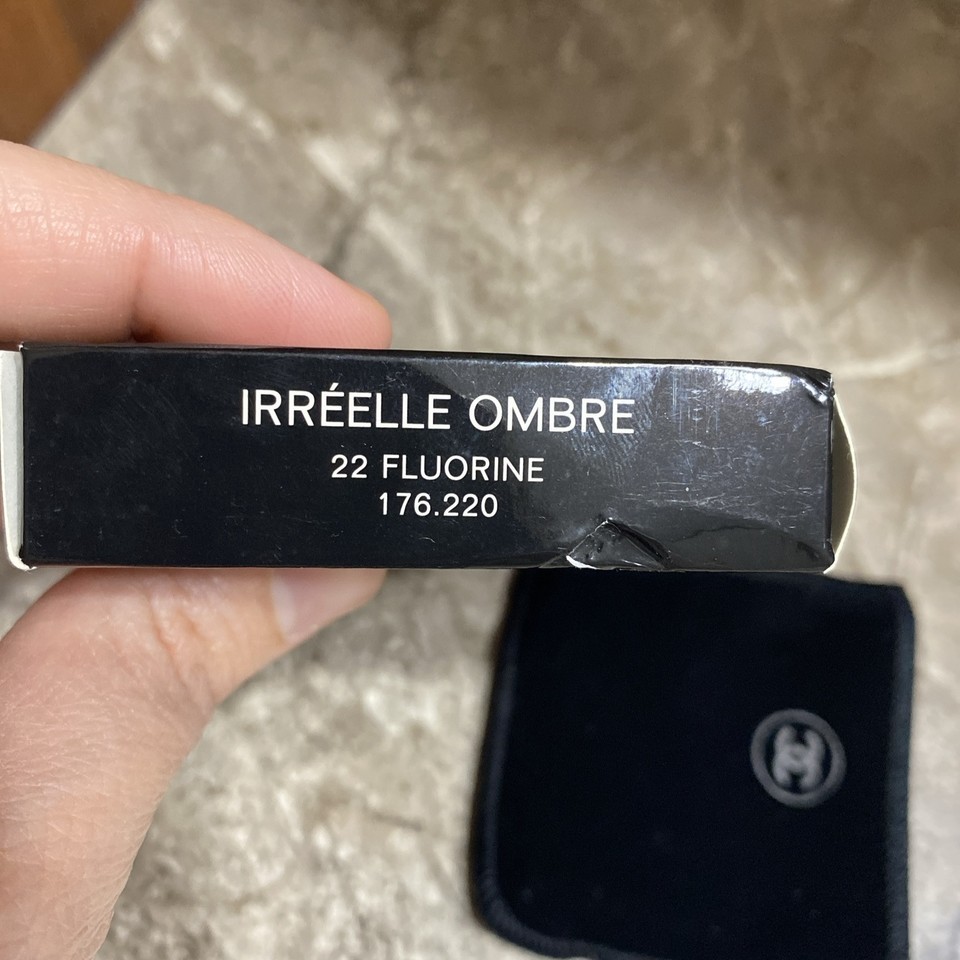 IRRÉELLE OMBRE
22 FLUORINE
176.220